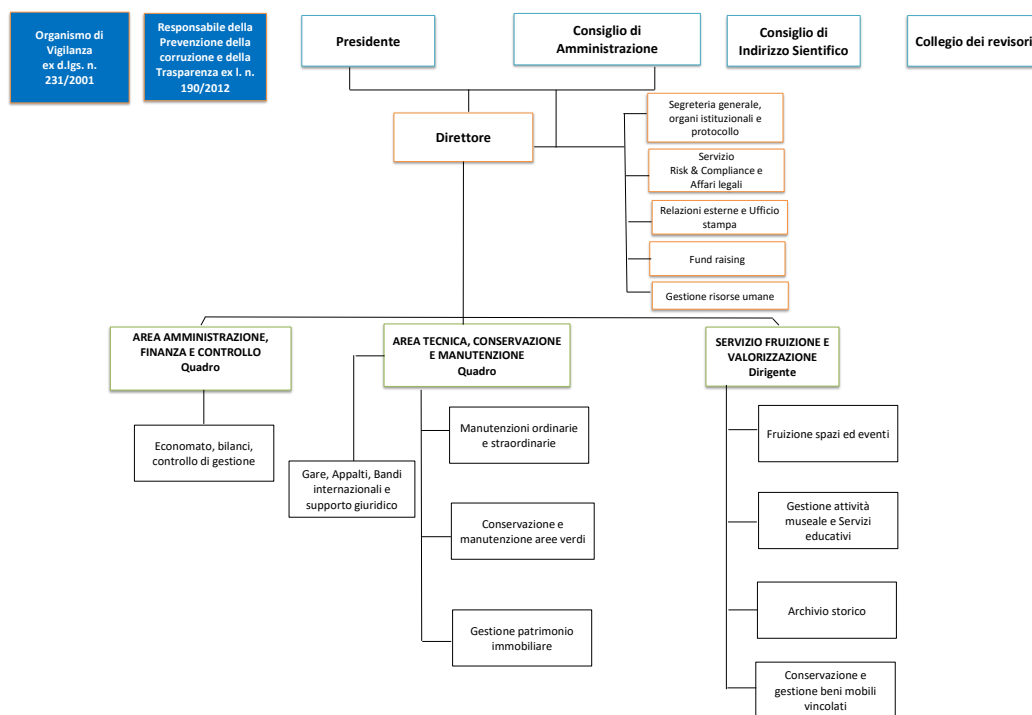 Organismo di
Vigilanza
ex d.lgs. n.
231/2001
Responsabile della
Prevenzione della
corruzione e della
Trasparenza ex l. n.
190/2012
Presidente
Consiglio di
Amministrazione
Consiglio di
Indirizzo Sientifico
Collegio dei revisori
Direttore
Segreteria generale,
organi istituzionali e
protocollo
Servizio
Risk & Compliance e
Affari legali
Relazioni esterne e Ufficio
stampa
Fund raising
Gestione risorse umane
AREA AMMINISTRAZIONE,
FINANZA E CONTROLLO
Quadro
Economato, bilanci,
controllo di gestione
AREA TECNICA, CONSERVAZIONE
E MANUTENZIONE
Quadro
Gare, Appalti, Bandi
internazionali e
supporto giuridico
Manutenzioni ordinarie
e straordinarie
Conservazione e
manutenzione aree verdi
Gestione patrimonio
immobiliare
SERVIZIO FRUIZIONE E
VALORIZZAZIONE
Dirigente
Fruizione spazi ed eventi
Gestione attività
museale e Servizi
educativi
Archivio storico
Conservazione e
gestione beni mobili
vincolati